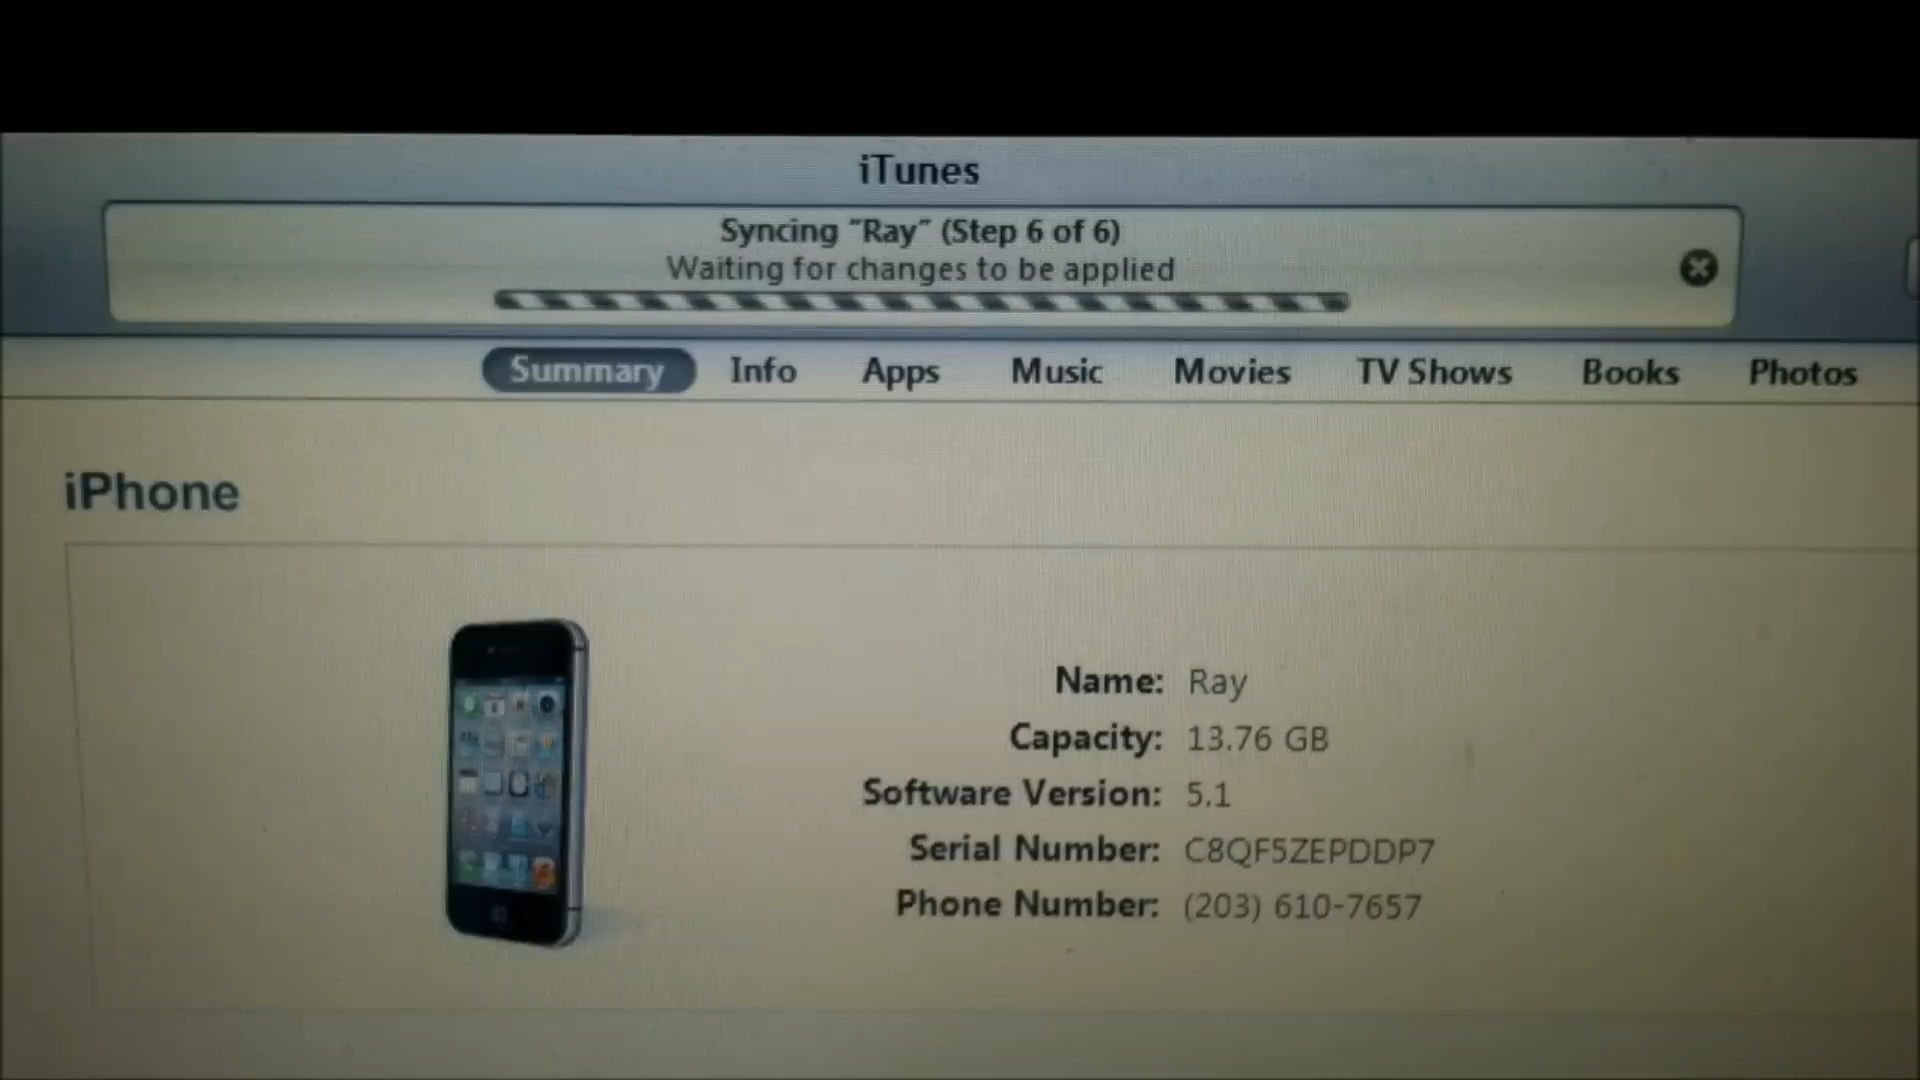 iTunes
Syncing "Ray" (Step 6 of 6)
Waiting for changes to be applied
Summary Info Apps Music Movies TV Shows Books Photos
iPhone
Name: Ray
Capacity: 13.76 GB
Software Version: 5.1
Serial Number: C8QF5ZEPDDP7
Phone Number: (203) 610-7657